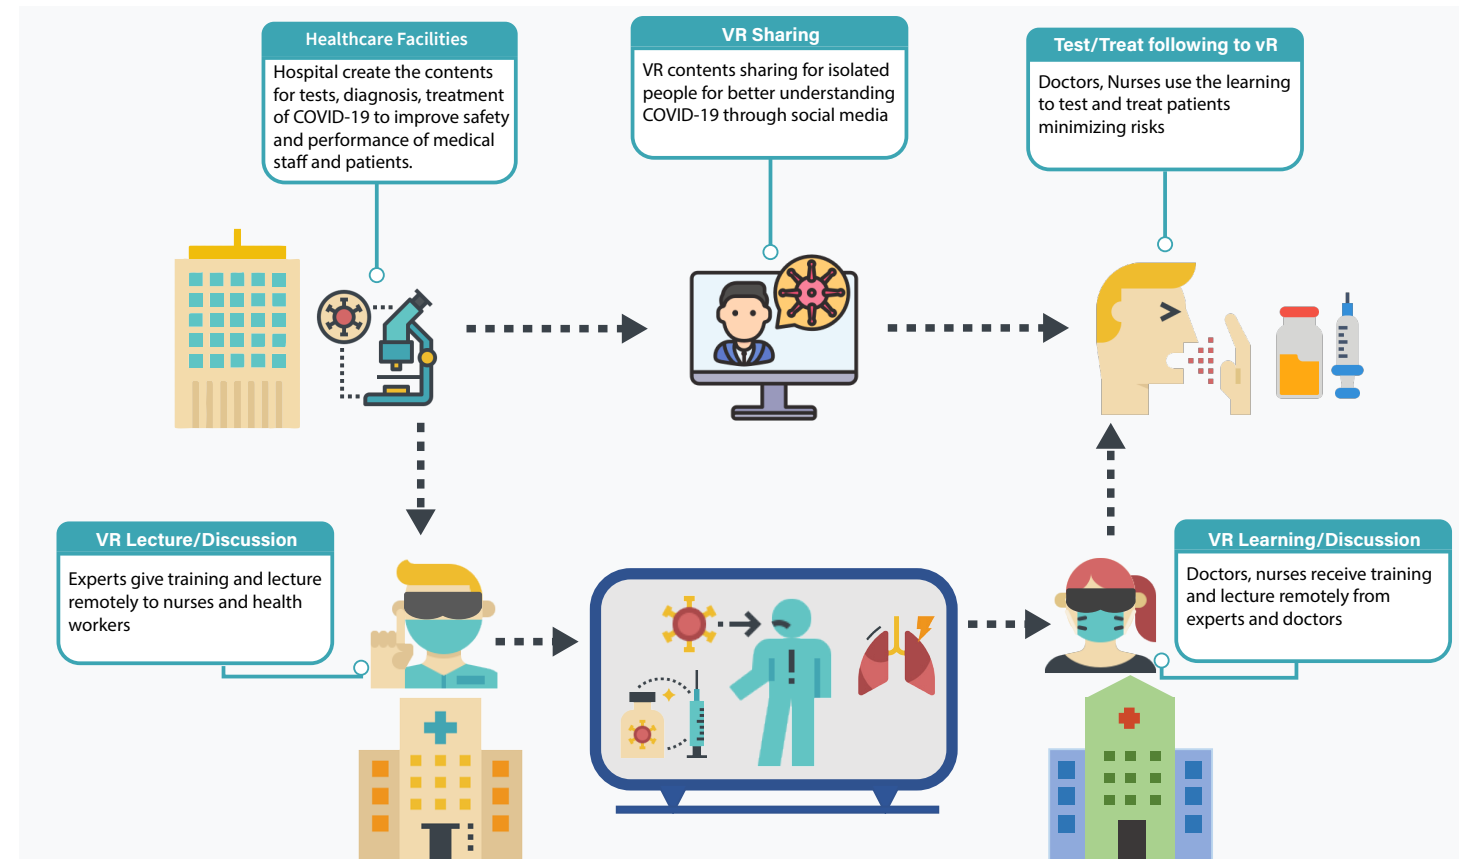 Healthcare Facilities
Hospital create the contents
for tests, diagnosis, treatment
of COVID-19 to improve safety
and performance of medical
staff and patients.
VR Sharing
VR contents sharing for isolated
people for better understanding
COVID-19 through social media
Test/Treat following to vR
Doctors, Nurses use the learning
to test and treat patients
minimizing risks
VR Lecture/Discussion
Experts give training and lecture
remotely to nurses and health
workers
VR Learning/Discussion
Doctors, nurses receive training
and lecture remotely from
experts and doctors